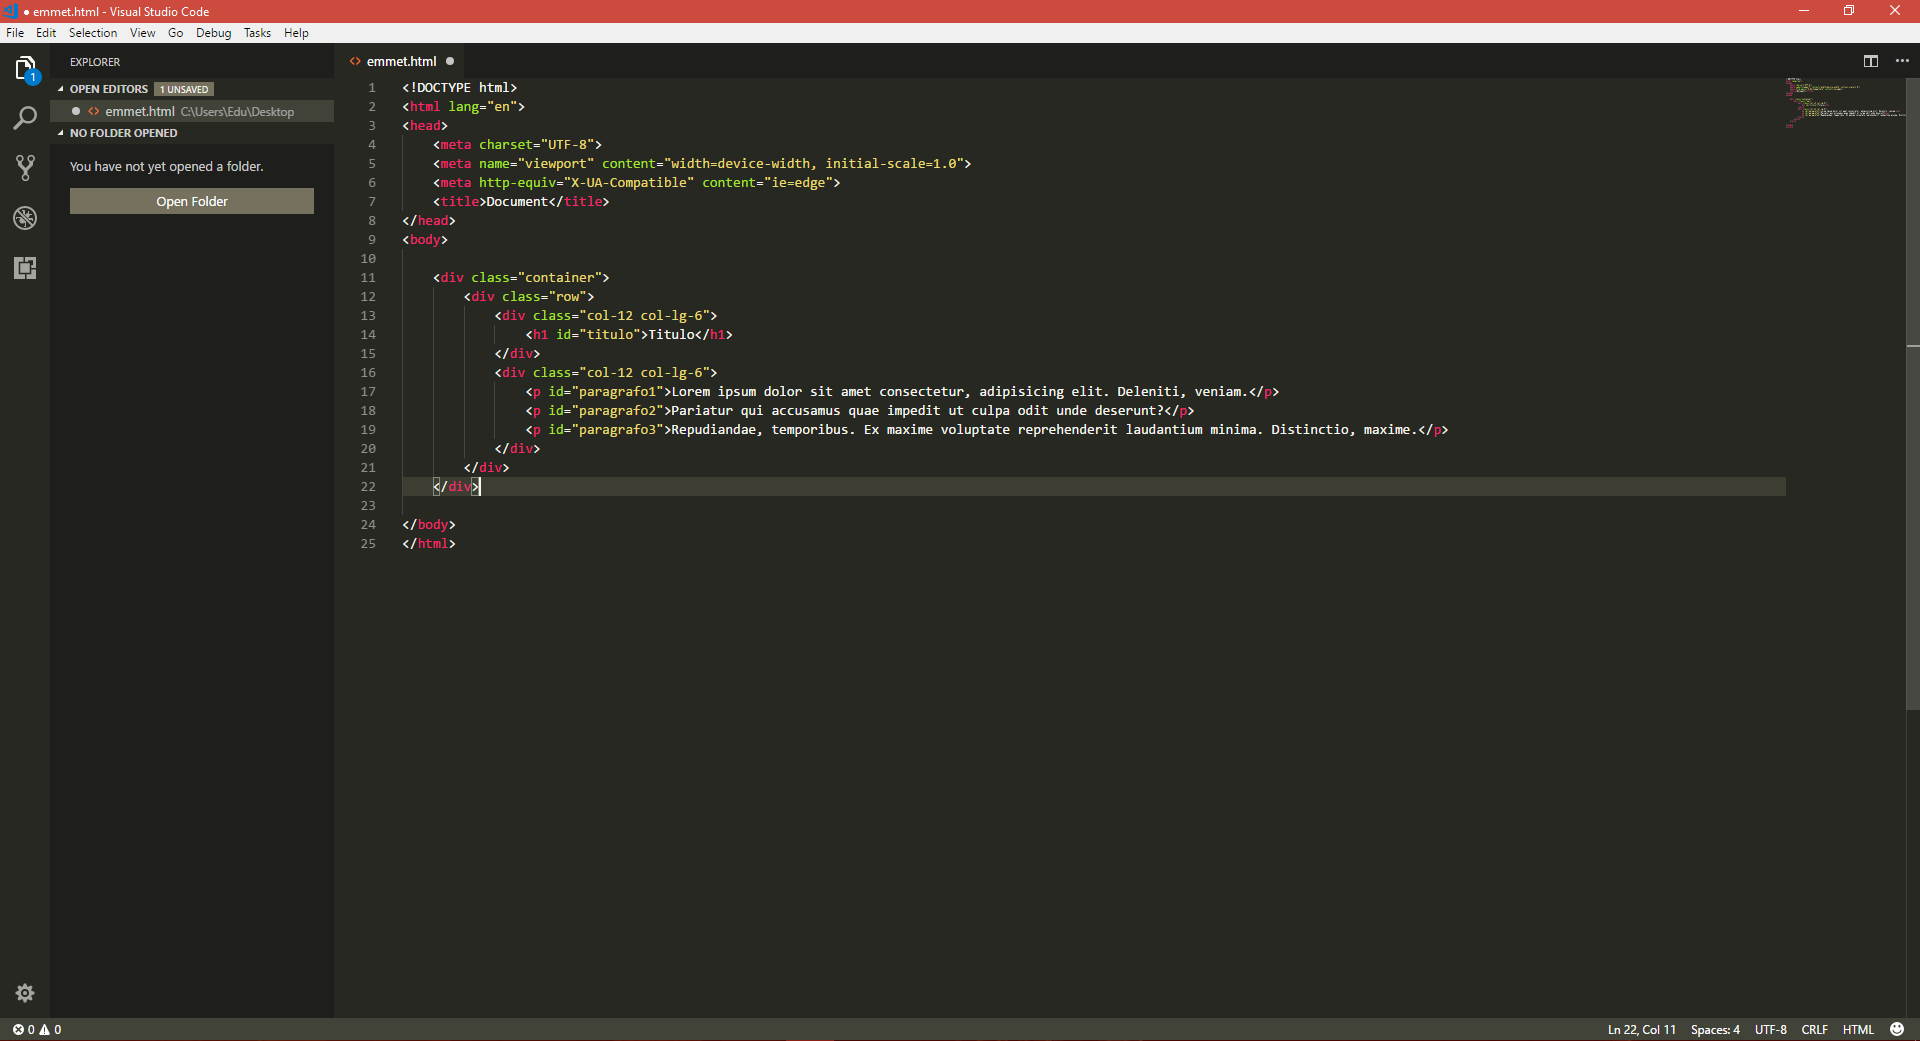 ● emmet.html - Visual Studio Code
File Edit Selection View Go Debug Tasks Help
EXPLORER
1
OPEN EDITORS 1 UNSAVED
emmet.html C:\Users\Edu\Desktop
NO FOLDER OPENED
You have not yet opened a folder.
Open Folder
<> emmet.html ●
1 <!DOCTYPE html>
2 <html lang="en">
3 <head>
4     <meta charset="UTF-8">
5     <meta name="viewport" content="width=device-width, initial-scale=1.0">
6     <meta http-equiv="X-UA-Compatible" content="ie=edge">
7     <title>Document</title>
8 </head>
9 <body>
10
11     <div class="container">
12         <div class="row">
13             <div class="col-12 col-lg-6">
14                 <h1 id="titulo">Titulo</h1>
15             </div>
16             <div class="col-12 col-lg-6">
17                 <p id="paragrafo1">Lorem ipsum dolor sit amet consectetur, adipisicing elit. Deleniti, veniam.</p>
18                 <p id="paragrafo2">Pariatur qui accusamus quae impedit ut culpa odit unde deserunt?</p>
19                 <p id="paragrafo3">Repudiandae, temporibus. Ex maxime voluptate reprehenderit laudantium minima. Distinctio, maxime.</p>
20             </div>
21         </div>
22     </div>
23
24 </body>
25 </html>
0 0
Ln 22, Col 11 Spaces: 4 UTF-8 CRLF HTML